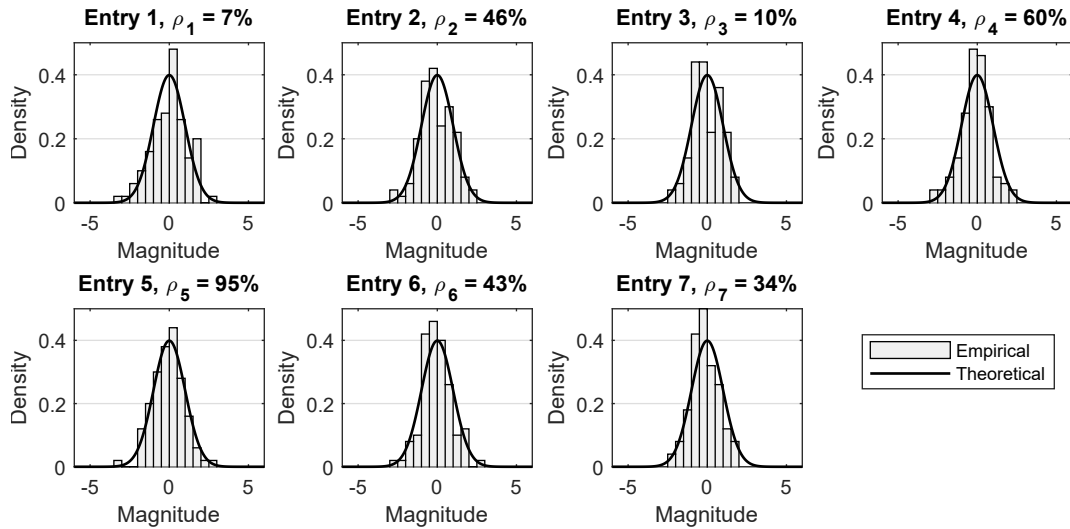 Entry 1, ρ1 = 7%
Entry 2, ρ2 = 46%
Entry 3, ρ3 = 10%
Entry 4, ρ4 = 60%
Density
0.4
0.2
0
-5
0
5
Magnitude
Density
0.4
0.2
0
-5
0
5
Magnitude
Density
0.4
0.2
0
-5
0
5
Magnitude
Density
0.4
0.2
0
-5
0
5
Magnitude
Entry 5, ρ5 = 95%
Entry 6, ρ6 = 43%
Entry 7, ρ7 = 34%
Density
0.4
0.2
0
-5
0
5
Magnitude
Density
0.4
0.2
0
-5
0
5
Magnitude
Density
0.4
0.2
0
-5
0
5
Magnitude
Empirical
Theoretical